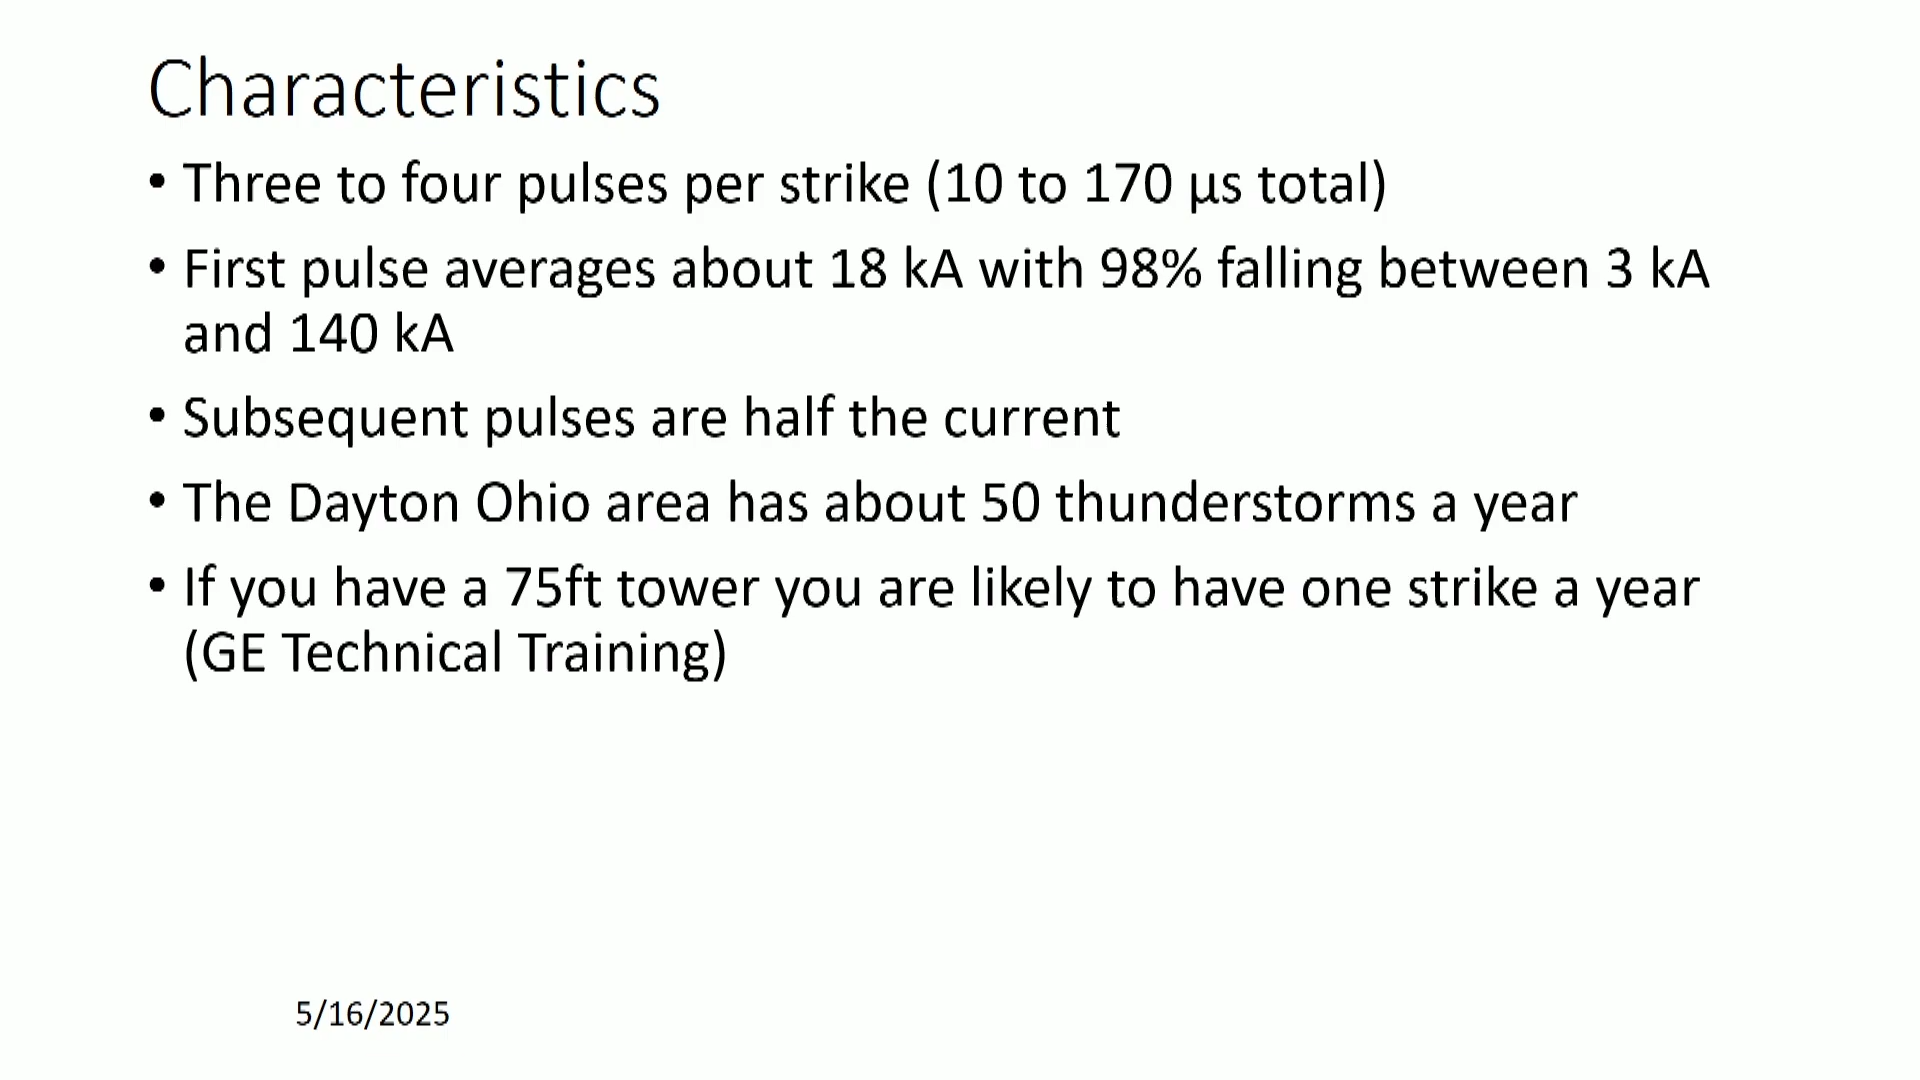 Characteristics
• Three to four pulses per strike (10 to 170 µs total)
• First pulse averages about 18 kA with 98% falling between 3 kA
and 140 kA
• Subsequent pulses are half the current
• The Dayton Ohio area has about 50 thunderstorms a year
• If you have a 75ft tower you are likely to have one strike a year
(GE Technical Training)
5/16/2025